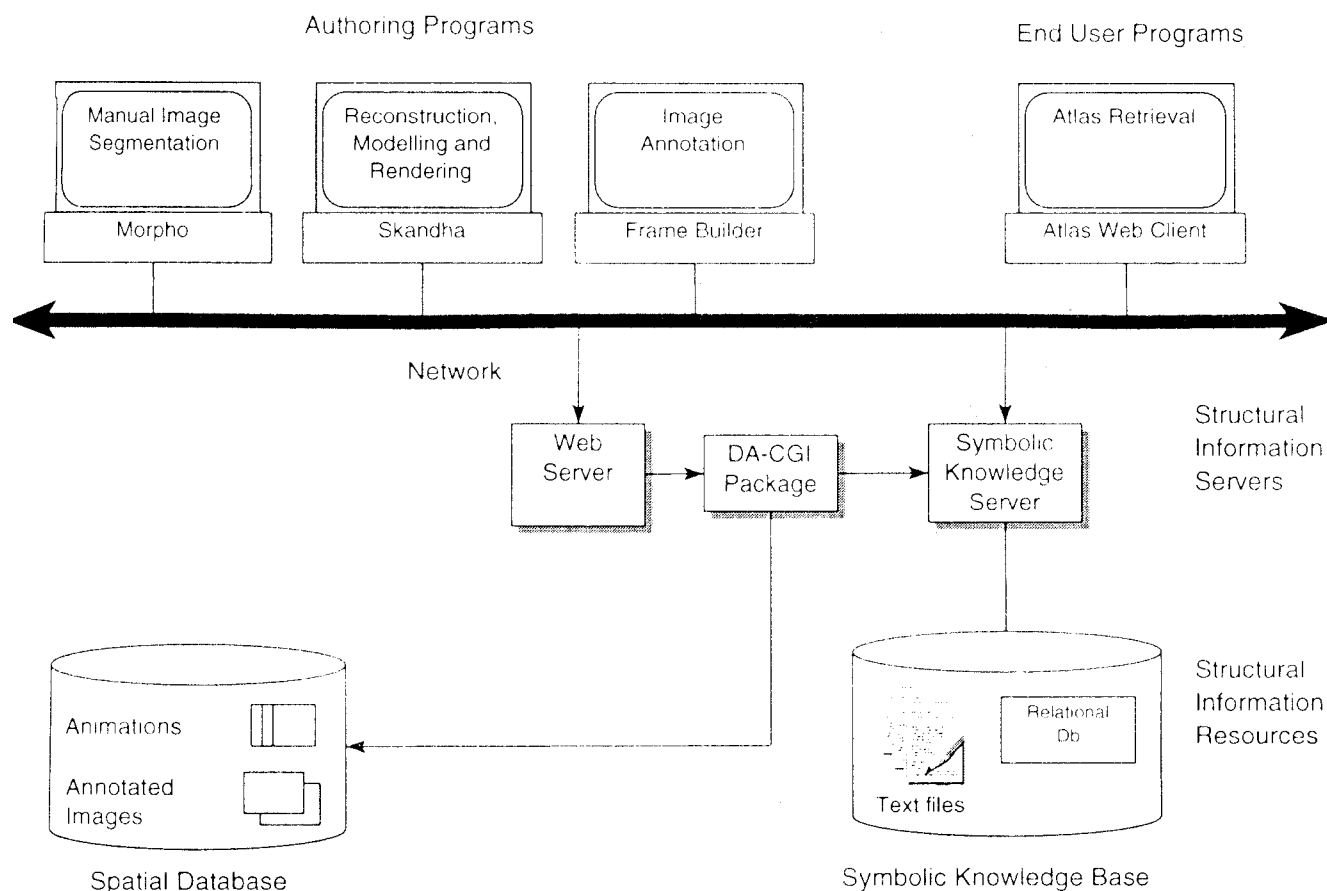 Authoring Programs
End User Programs
Manual Image
Segmentation
Morpho
Reconstruction,
Modelling and
Rendering
Skandha
Image
Annotation
Frame Builder
Atlas Retrieval
Atlas Web Client
Network
Web
Server
DA-CGI
Package
Symbolic
Knowledge
Server
Structural
Information
Servers
Animations
Annotated
Images
Spatial Database
Text files
Relational
Db
Symbolic Knowledge Base
Structural
Information
Resources